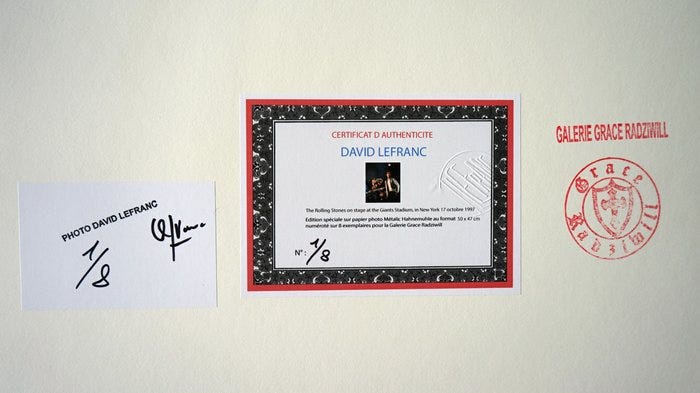 PHOTO DAVID LEFRANC
1/8
CERTIFICAT D AUTHENTICITE
DAVID LEFRANC
The Rolling Stones on stage at the Giants Stadium, in New York 17 octobre 1997
Edition spéciale sur papier photo Métalic Hahnemuhle au format 50 x 47 cm
numéroté sur 8 exemplaires pour la Galerie Grace Radziwill
N° : 1/8
GALERIE GRACE RADZIWILL
Grace
Radziwill